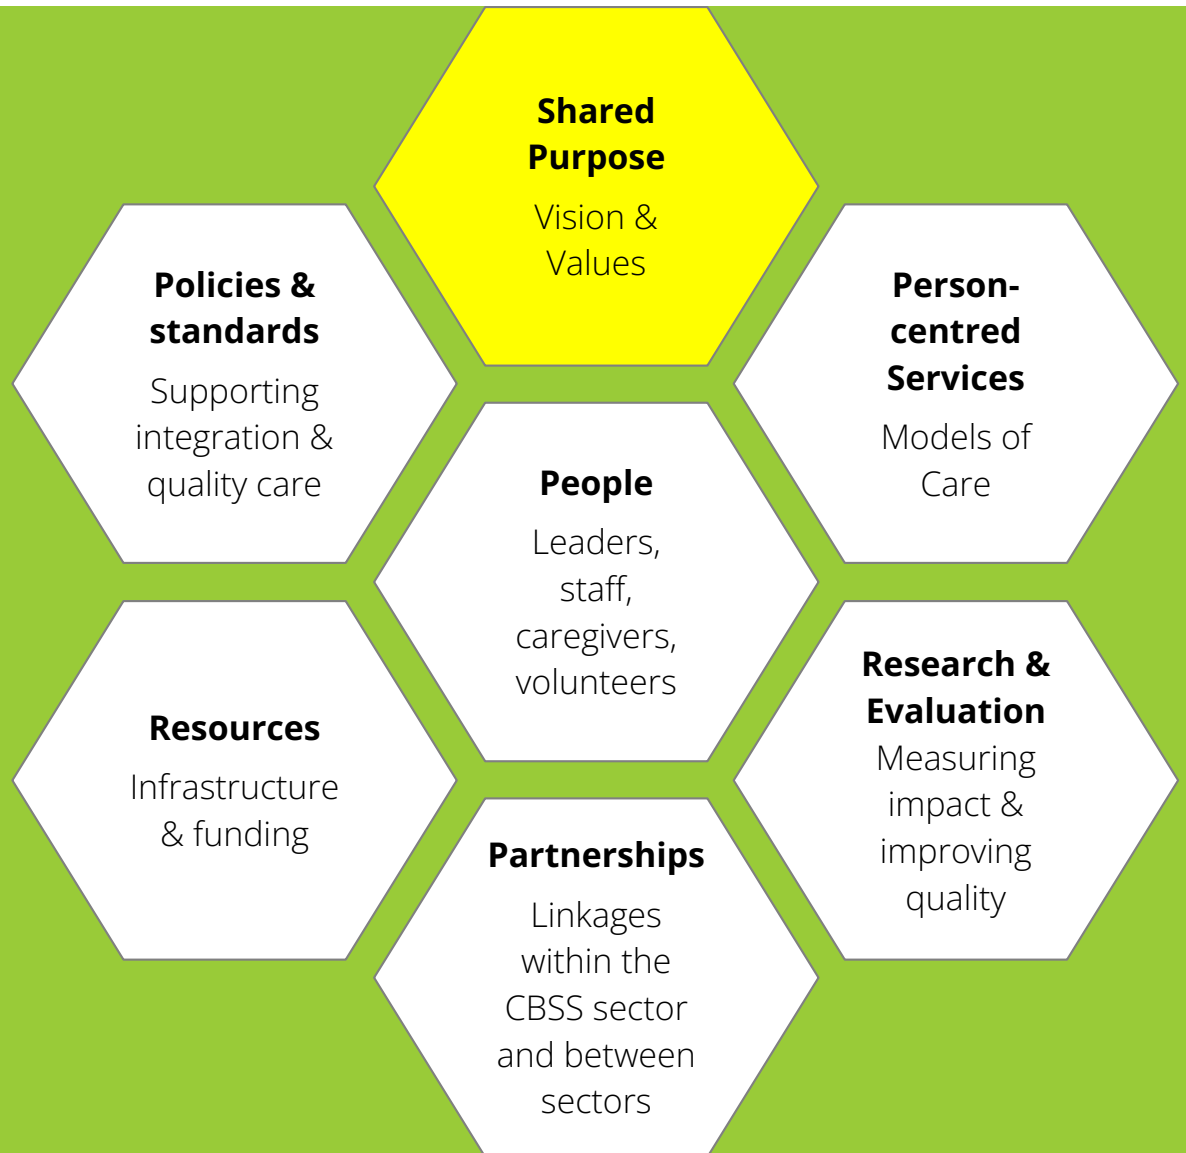 Shared
Purpose
Vision &
Values
Policies &
standards
Supporting
integration &
quality care
Person-
centred
Services
Models of
Care
People
Leaders,
staff,
caregivers,
volunteers
Resources
Infrastructure
& funding
Research &
Evaluation
Measuring
impact &
improving
quality
Partnerships
Linkages
within the
CBSS sector
and between
sectors